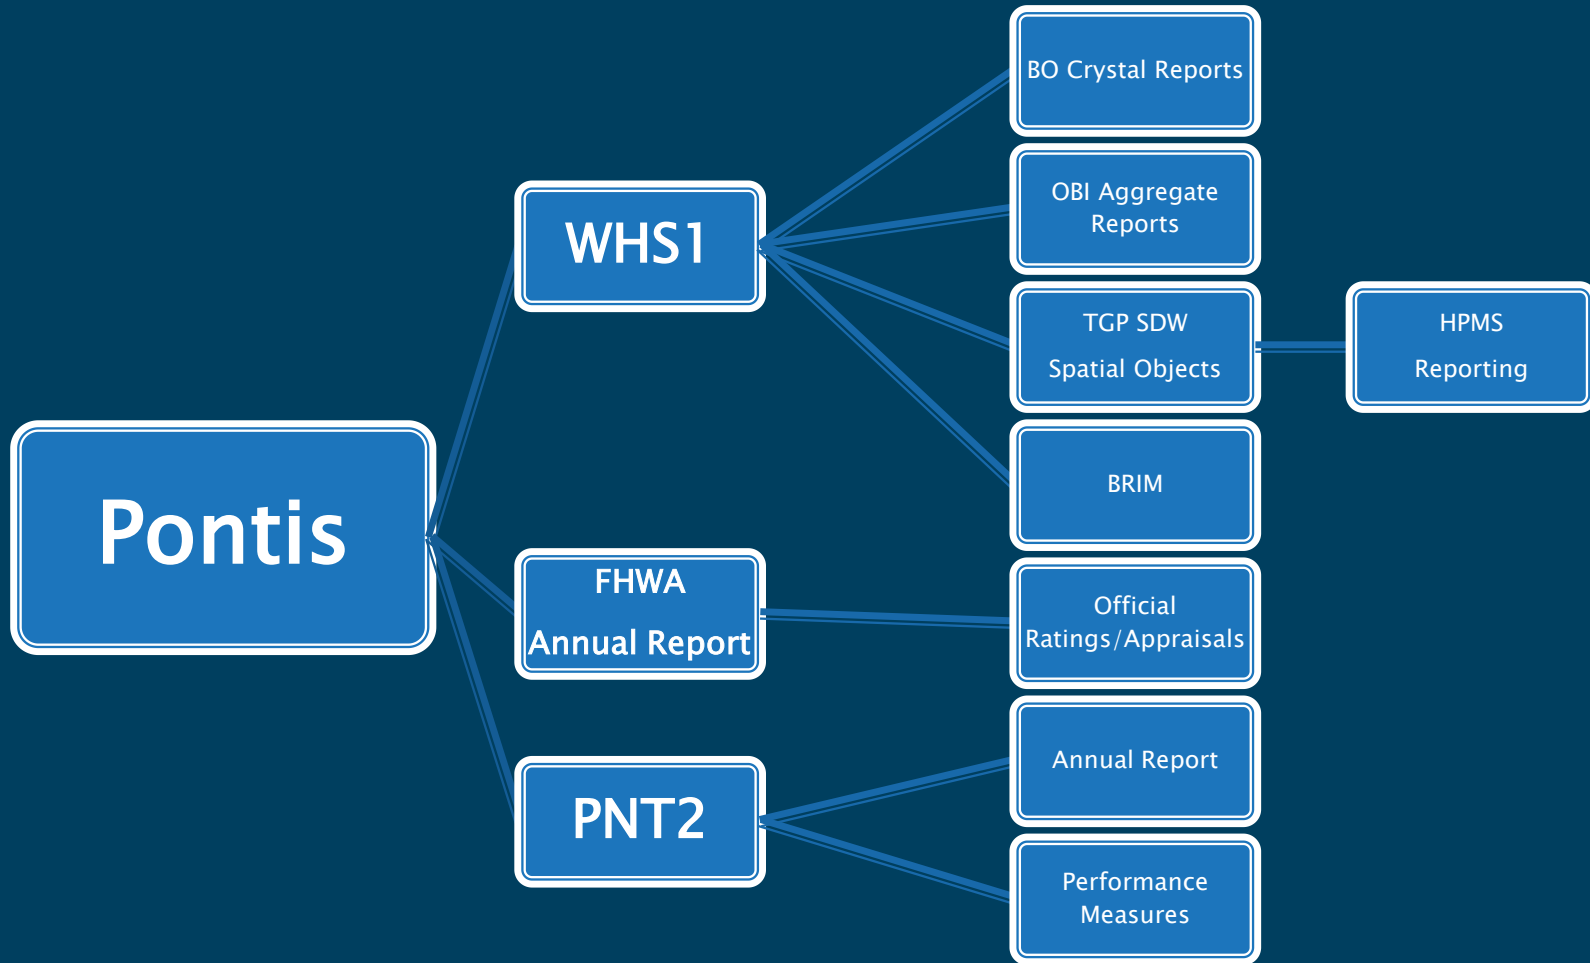 Pontis
WHS1
FHWA
Annual Report
PNT2
BO Crystal Reports
OBI Aggregate
Reports
TGP SDW
Spatial Objects
BRIM
Official
Ratings/Appraisals
Annual Report
Performance
Measures
HPMS
Reporting